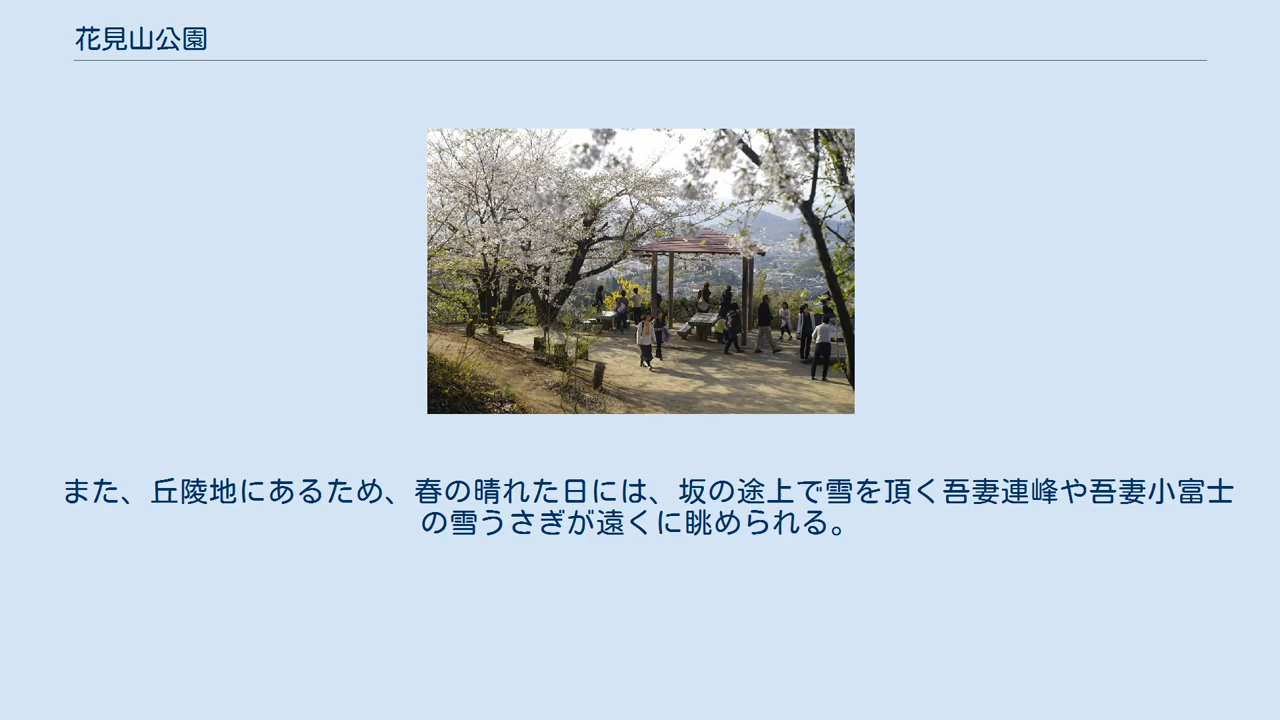 花見山公園
また、丘陵地にあるため、春の晴れた日には、坂の途上で雪を頂く吾妻連峰や吾妻小富士
の雪うさぎが遠くに眺められる。